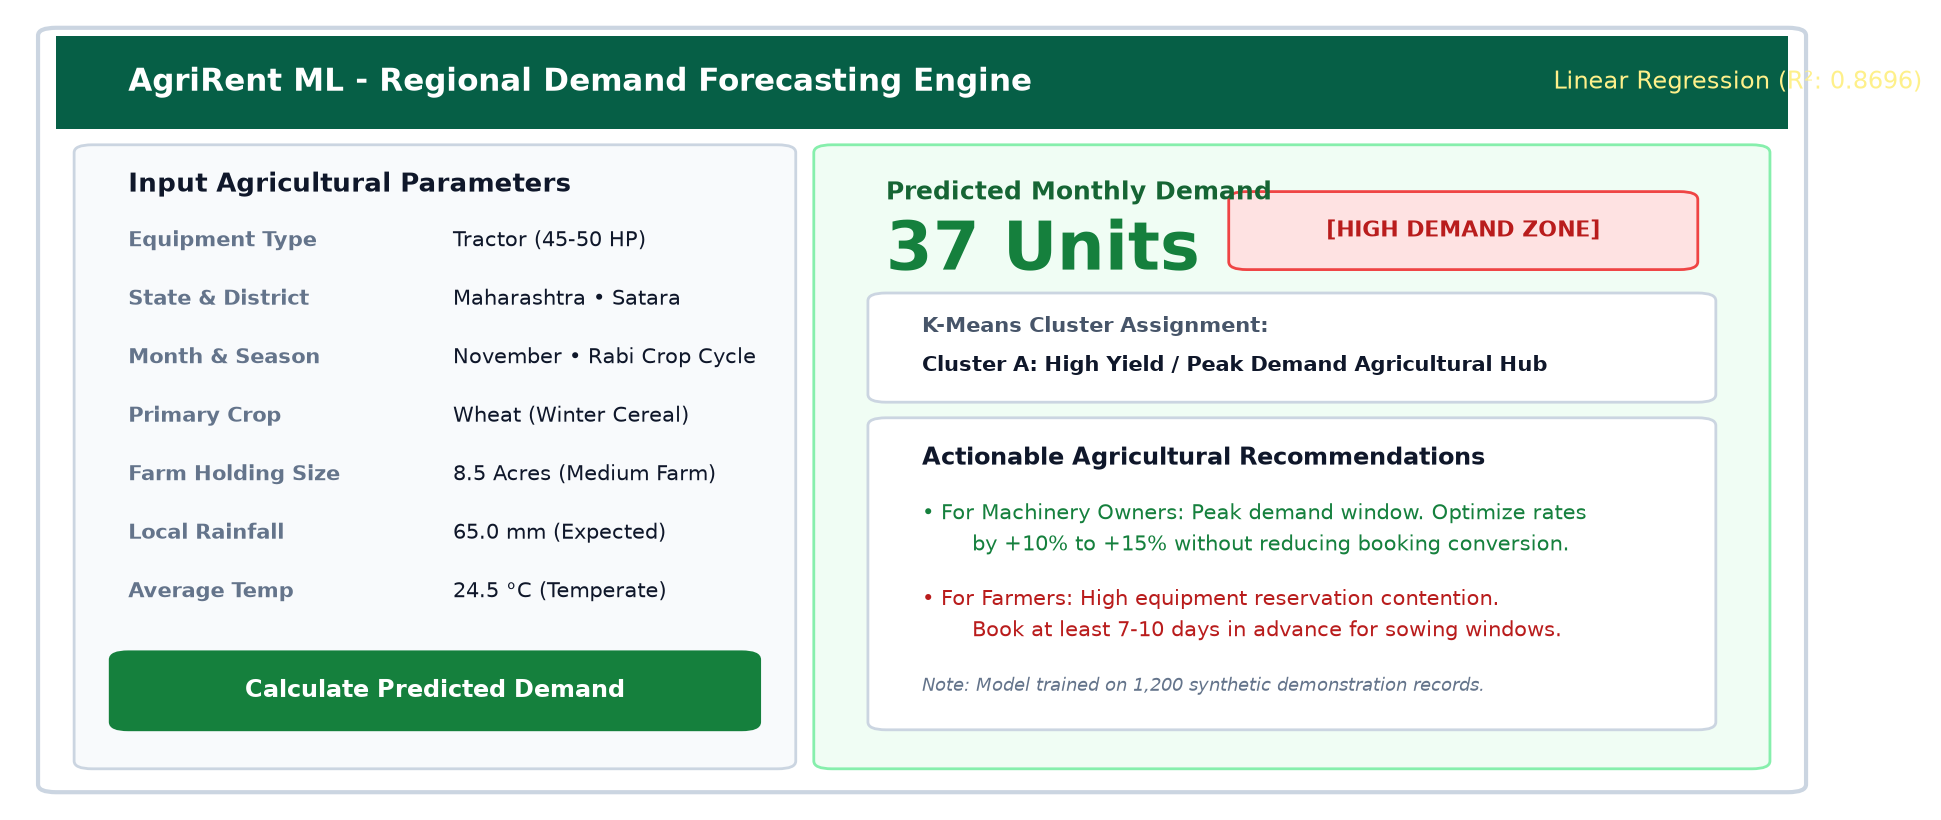 AgriRent ML - Regional Demand Forecasting Engine
Linear Regression (R²: 0.8696)
Input Agricultural Parameters
Equipment Type Tractor (45-50 HP)
State & District Maharashtra • Satara
Month & Season November • Rabi Crop Cycle
Primary Crop Wheat (Winter Cereal)
Farm Holding Size 8.5 Acres (Medium Farm)
Local Rainfall 65.0 mm (Expected)
Average Temp 24.5 °C (Temperate)
Calculate Predicted Demand
Predicted Monthly Demand
37 Units
[HIGH DEMAND ZONE]
K-Means Cluster Assignment:
Cluster A: High Yield / Peak Demand Agricultural Hub
Actionable Agricultural Recommendations
• For Machinery Owners: Peak demand window. Optimize rates
by +10% to +15% without reducing booking conversion.
• For Farmers: High equipment reservation contention.
Book at least 7-10 days in advance for sowing windows.
Note: Model trained on 1,200 synthetic demonstration records.